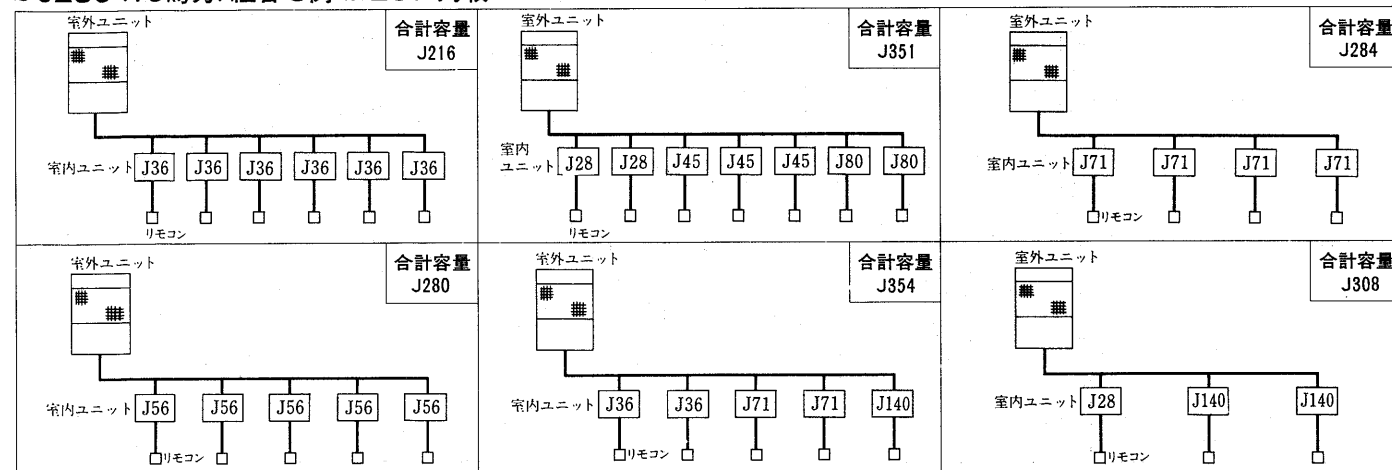 室外ユニット
合計容量
J216
室内ユニット
J36 J36 J36 J36 J36 J36
リモコン
室外ユニット
合計容量
J351
室内
ユニット
J28 J28 J45 J45 J45 J80 J80
リモコン
室外ユニット
合計容量
J284
室内ユニット
J71 J71 J71 J71
リモコン
室外ユニット
合計容量
J280
室内ユニット
J56 J56 J56 J56 J56
リモコン
室外ユニット
合計容量
J354
室内ユニット
J36 J36 J71 J71 J140
リモコン
室外ユニット
合計容量
J308
室内ユニット
J28 J140 J140
リモコン